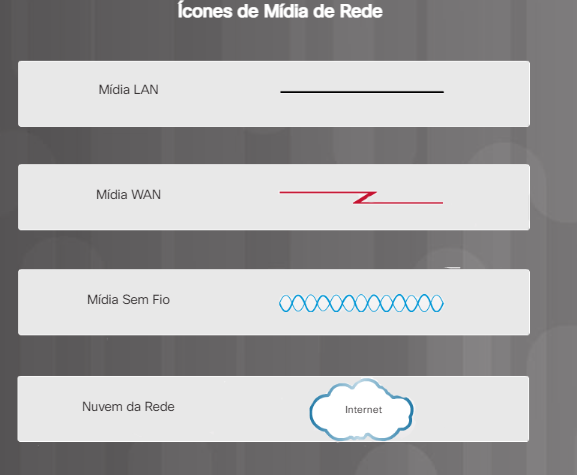 Ícones de Mídia de Rede
Mídia LAN
Mídia WAN
Mídia Sem Fio
Nuvem da Rede
Internet